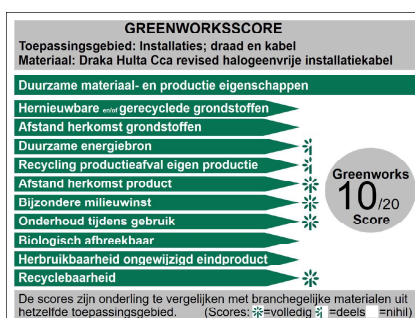 GREENWORKSSCORE
Toepassingsgebied: Installaties; draad en kabel
Materiaal: Draka Hulta Cca revised halogeenvrije installatiekabel
Duurzame materiaal- en productie eigenschappen
Hernieuwbare en/of gerecyclede grondstoffen
Afstand herkomst grondstoffen
Duurzame energiebron
Recycling productieafval eigen productie
Afstand herkomst product
Bijzondere milieuwinst
Onderhoud tijdens gebruik
Biologisch afbreekbaar
Herbruikbaarheid ongewijzigd eindproduct
Recyclebaarheid
Greenworks
10/20
Score
De scores zijn onderling te vergelijken met branchegelijke materialen uit
hetzelfde toepassingsgebied. (Scores: =volledig =deels =nihil)